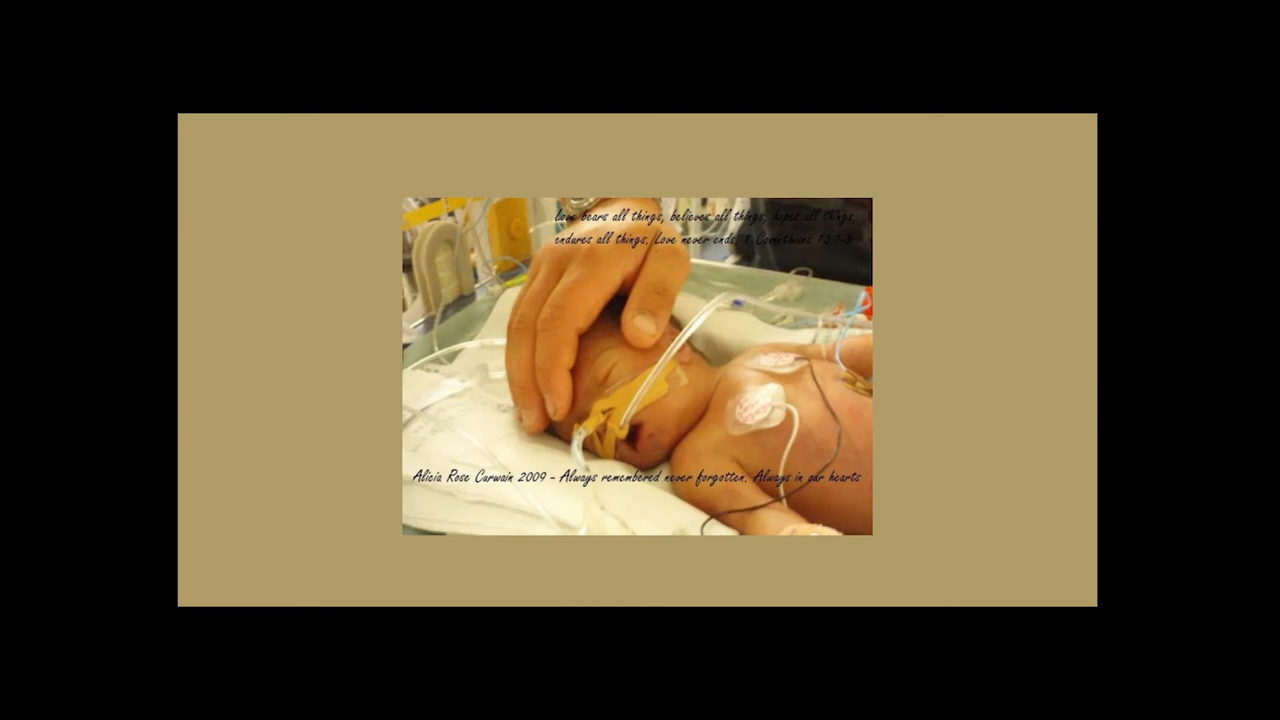 love bears all things, believes all things, hopes all things,
endures all things. Love never ends. 1 Corinthians 13:7-8
Alicia Rose Curwain 2009 - Always remembered never forgotten. Always in our hearts